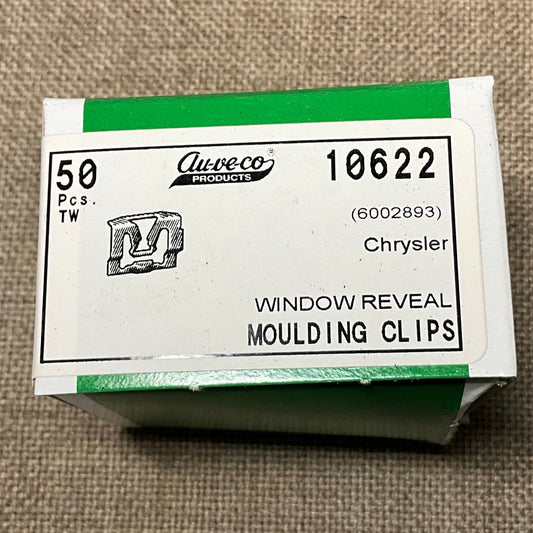 50
Pcs.
TW
au-ve-co®
PRODUCTS
10622
(6002893)
Chrysler
WINDOW REVEAL
MOULDING CLIPS